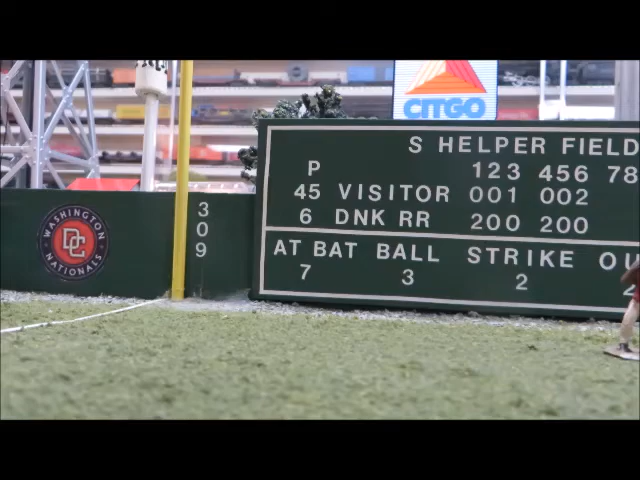 CITGO
S HELPER FIELD
P 123 456 78
45 VISITOR 001 002
6 DNK RR 200 200
AT BAT BALL STRIKE OU
7 3 2 2
309
WASHINGTON
DC
NATIONALS